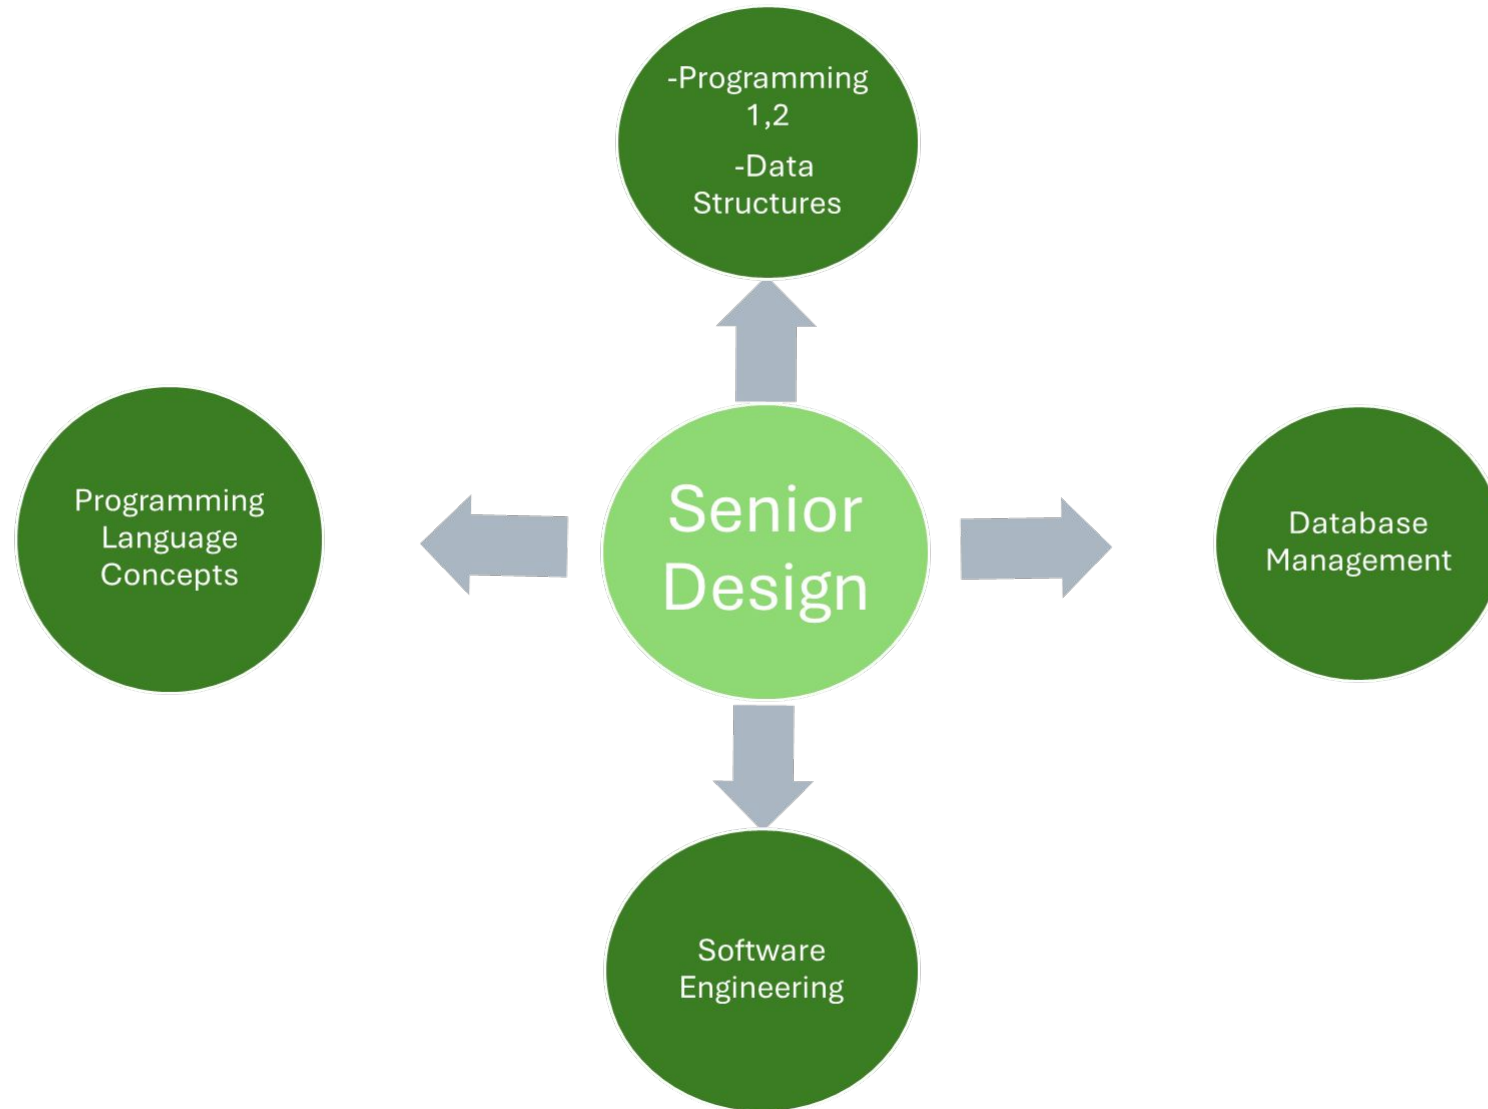 -Programming
1,2
-Data
Structures
Programming
Language
Concepts
Senior
Design
Database
Management
Software
Engineering